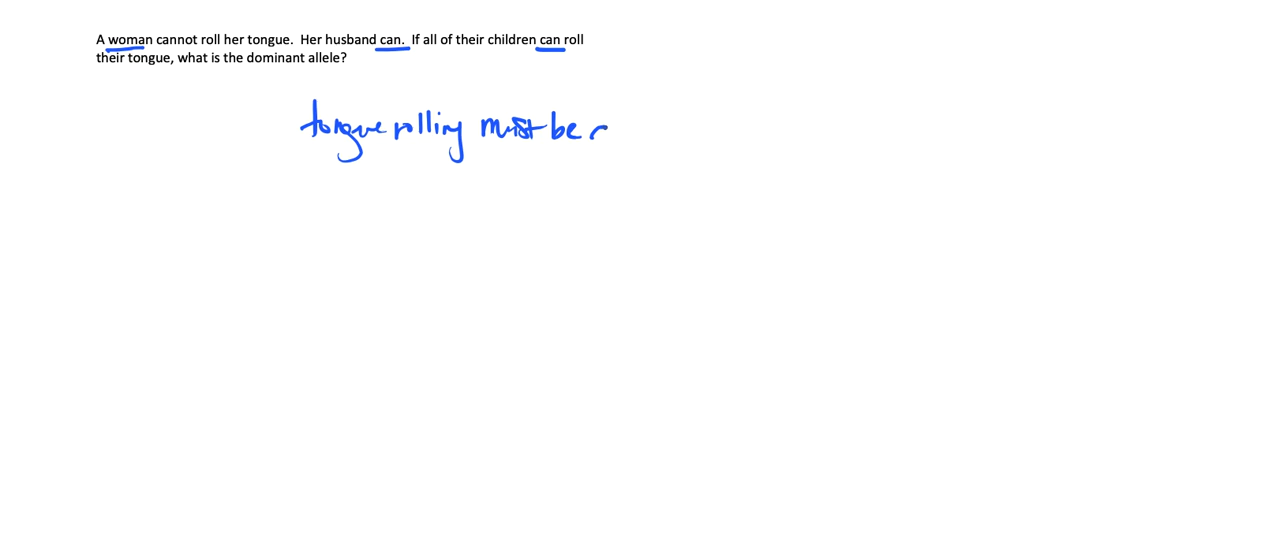 A woman cannot roll her tongue. Her husband can. If all of their children can roll
their tongue, what is the dominant allele?
tongue rolling must be